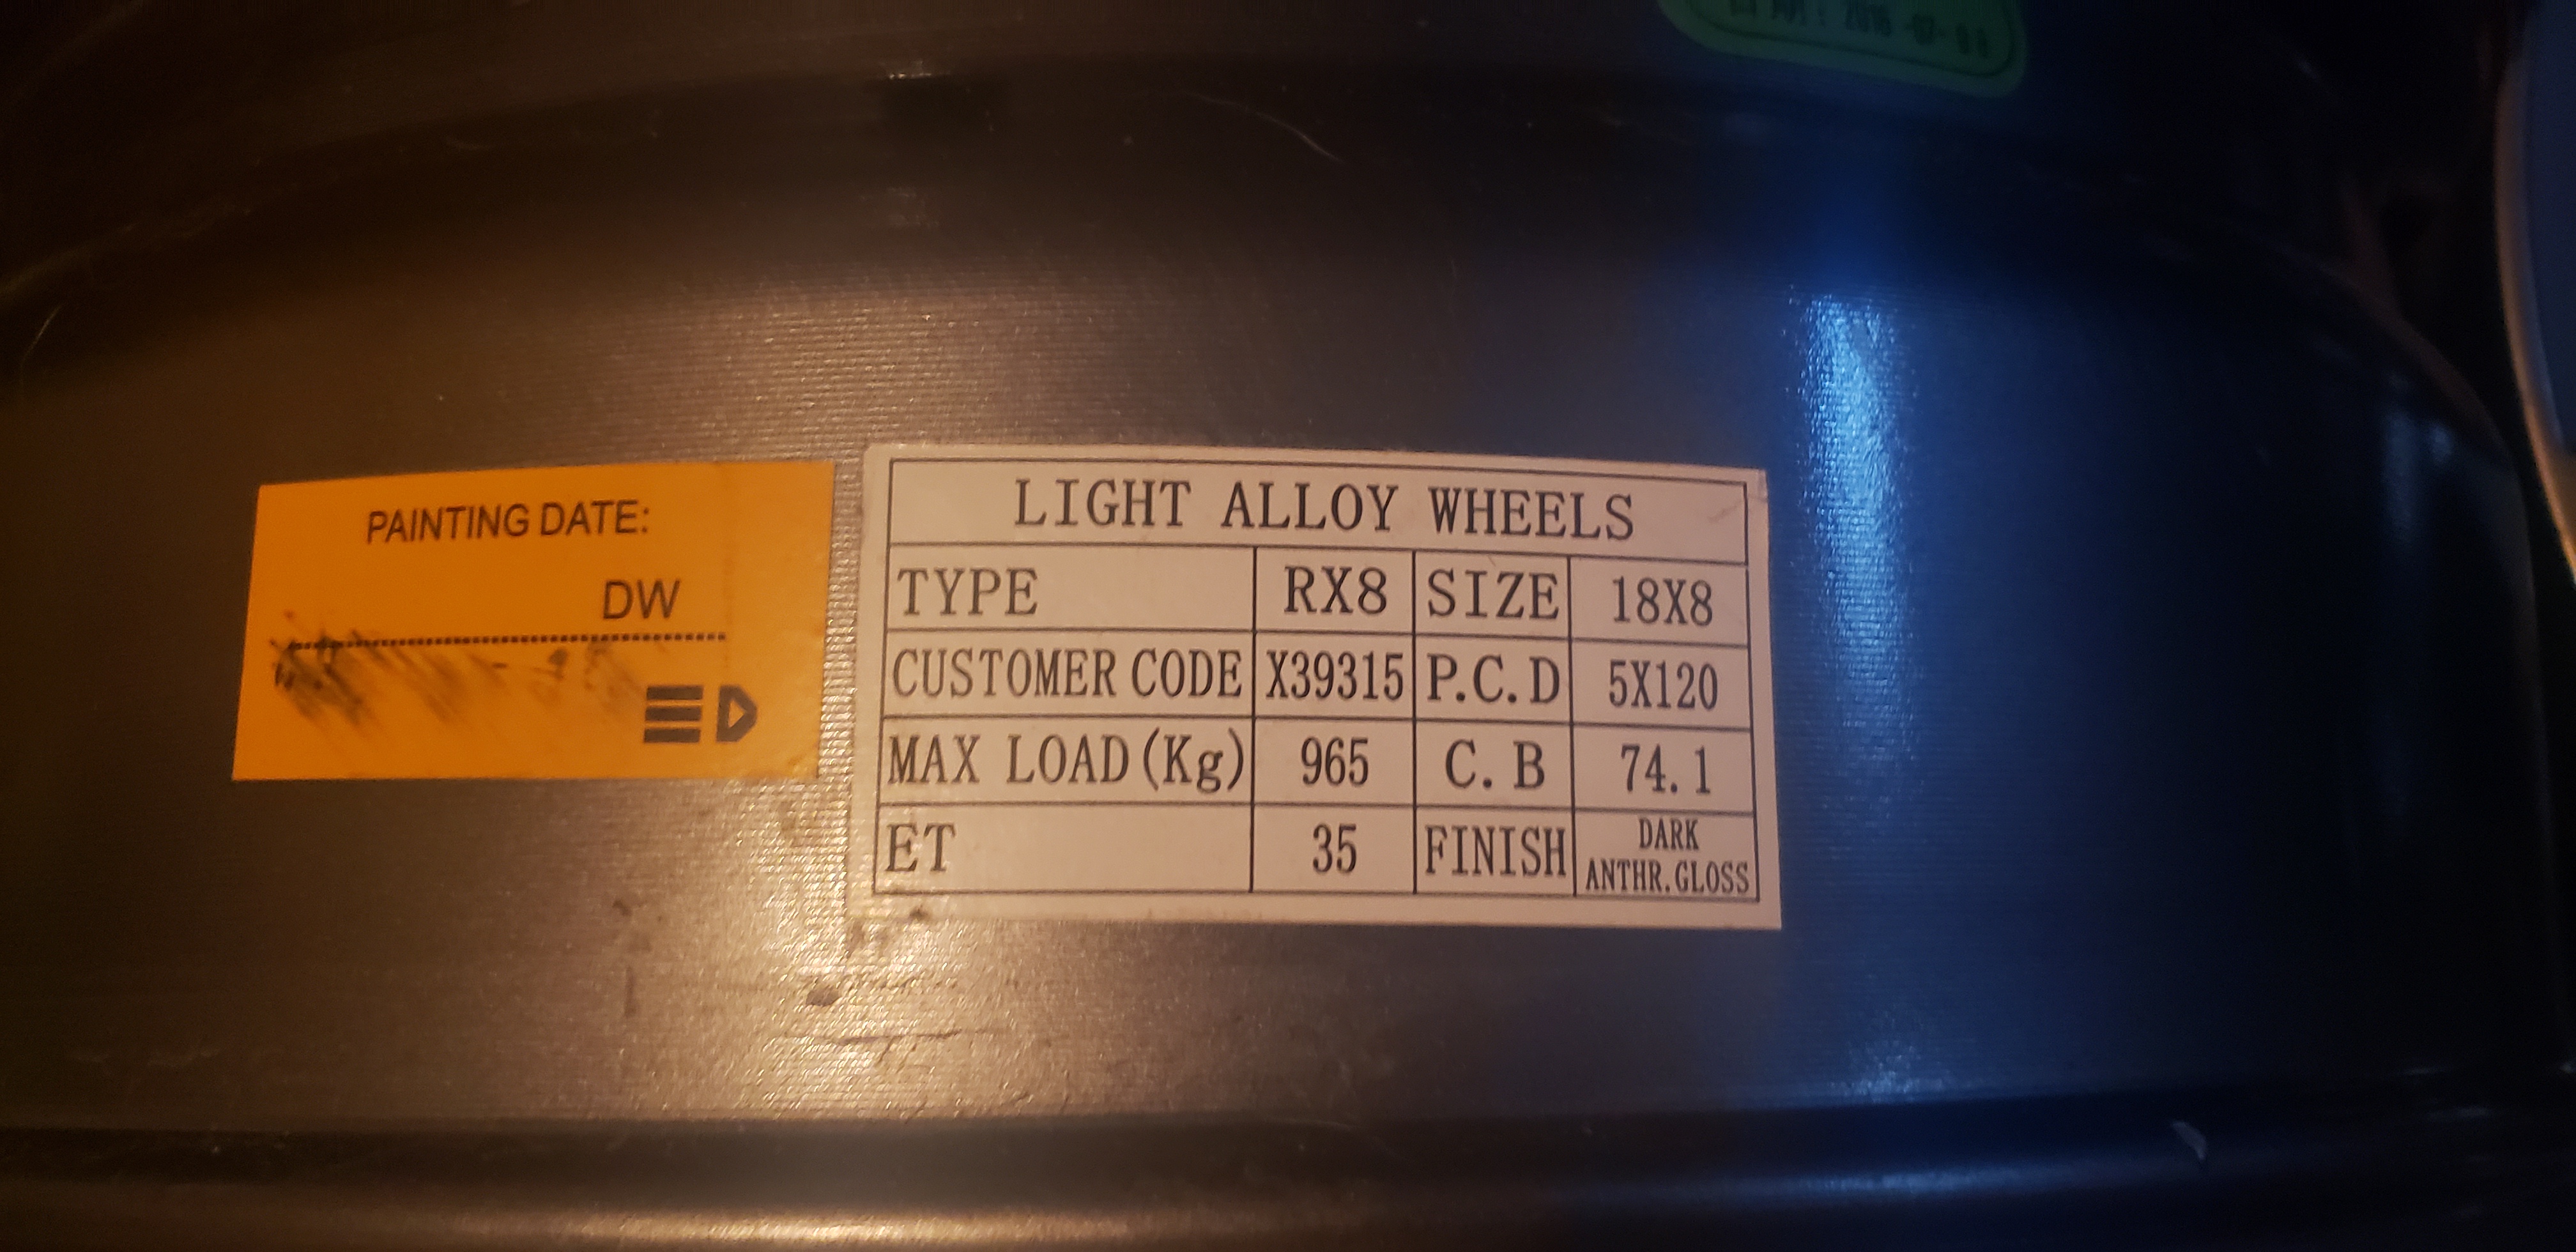 PAINTING DATE:
DW
LIGHT ALLOY WHEELS
TYPE RX8 SIZE 18X8
CUSTOMER CODE X39315 P.C.D 5X120
MAX LOAD(Kg) 965 C.B 74.1
ET 35 FINISH DARK
ANTHR.GLOSS